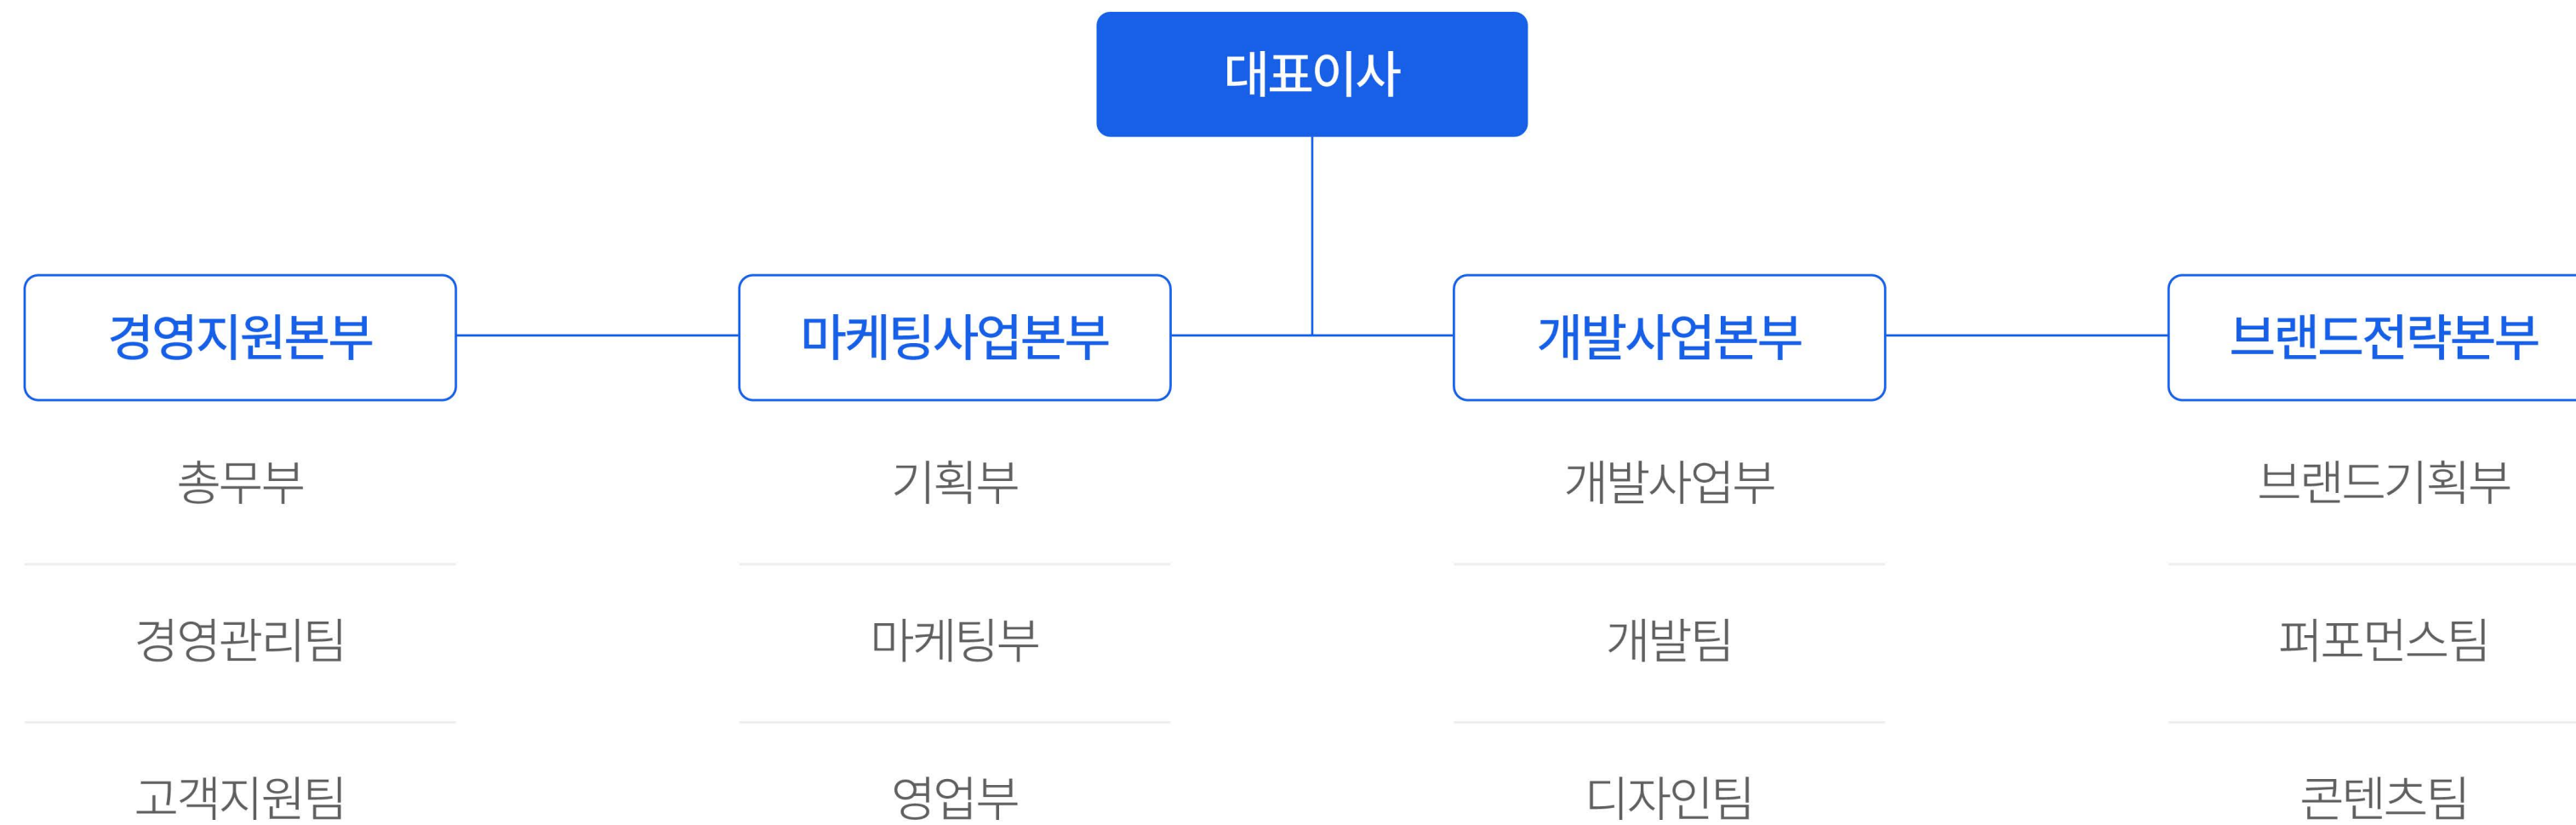 대표이사
경영지원본부 마케팅사업본부 개발사업본부 브랜드전략본부
총무부 기획부 개발사업부 브랜드기획부
경영관리팀 마케팅부 개발팀 퍼포먼스팀
고객지원팀 영업부 디자인팀 콘텐츠팀